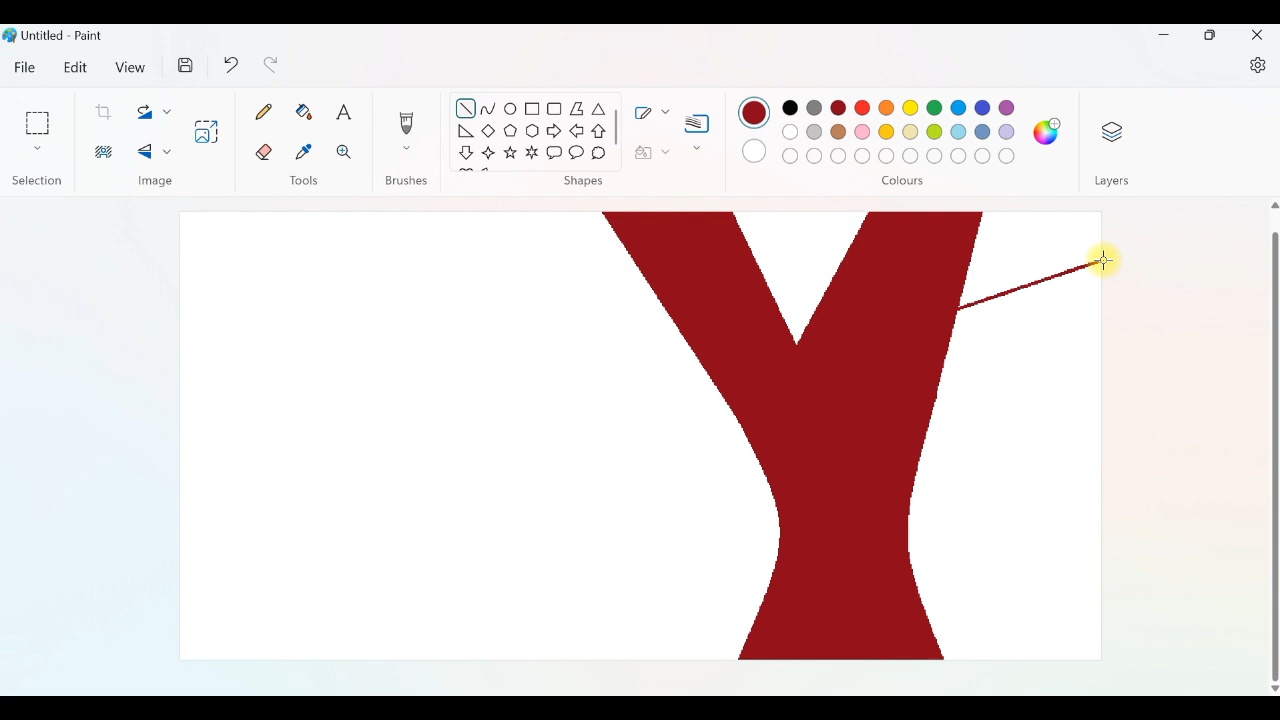 Untitled - Paint
File Edit View
Selection Image Tools Brushes Shapes Colours Layers